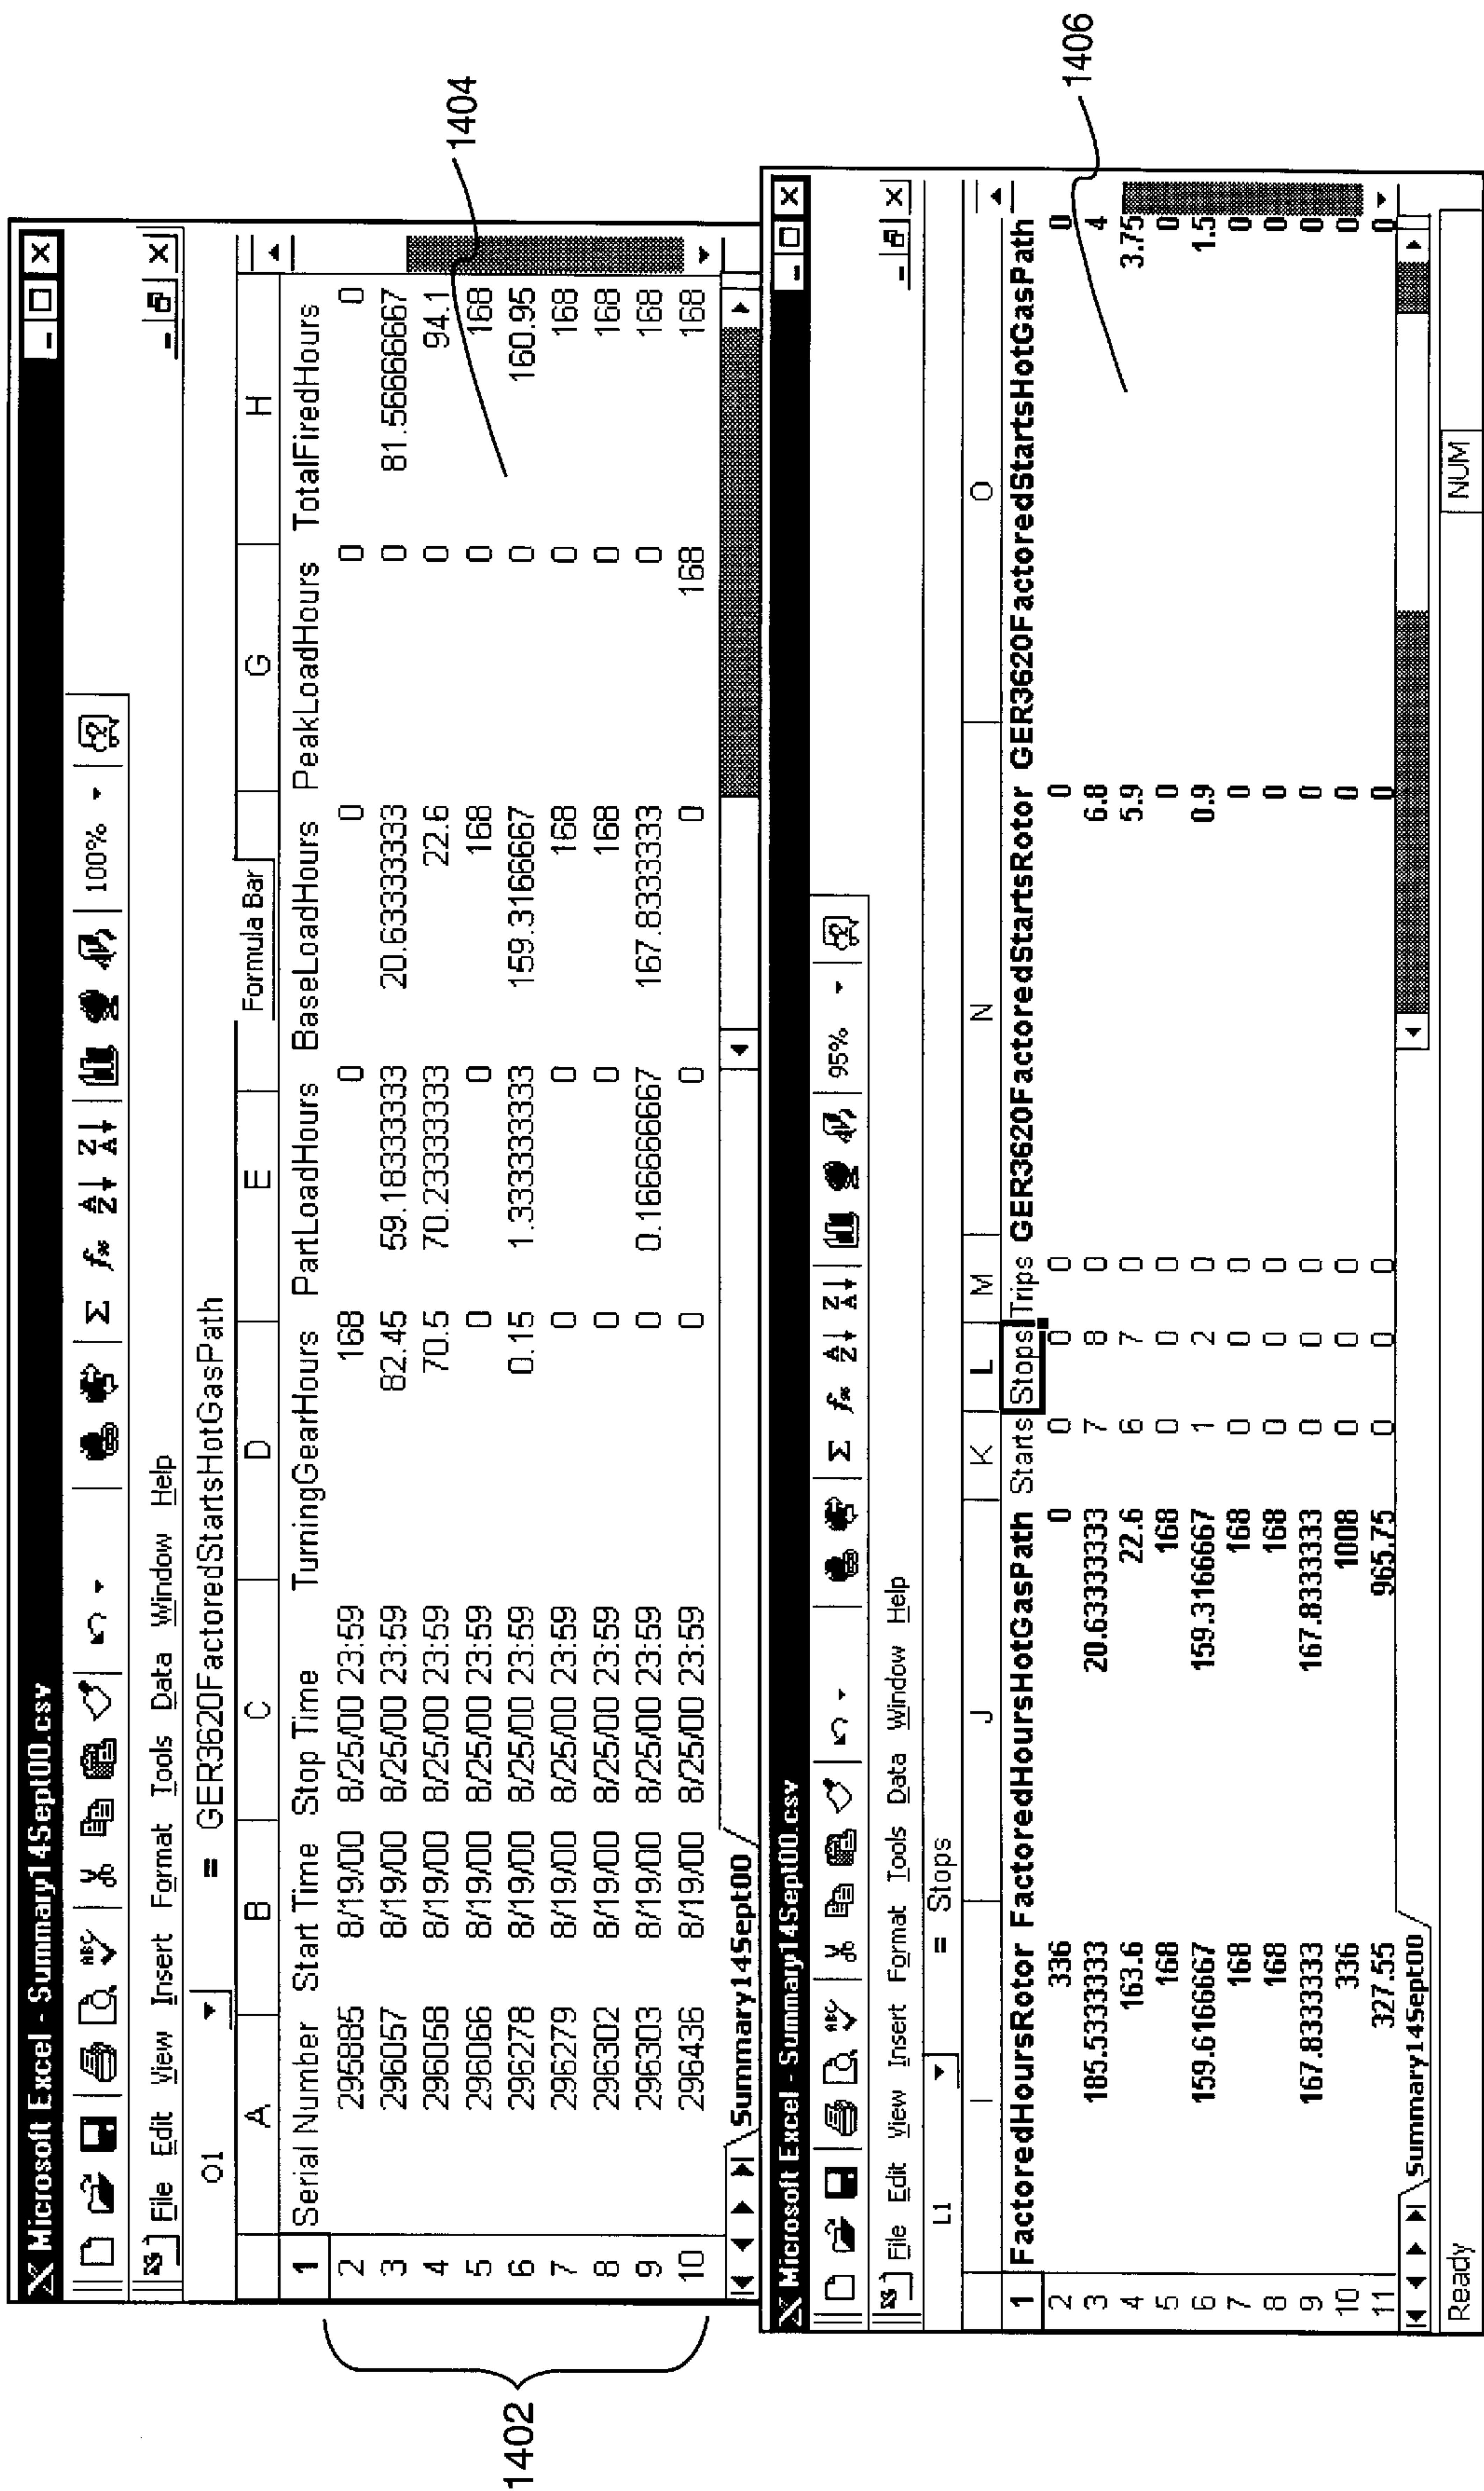 Microsoft Excel - Summary14Sept00.csv
100%
File Edit View Insert Format Tools Data Window Help
O1 = GER3620FactoredStartsHotGasPath
Formula Bar
A B C D E G H
1 Serial Number Start Time Stop Time TurningGearHours PartLoadHours BaseLoadHours PeakLoadHours TotalFiredHours
2 295885 8/19/00 8/25/00 23:59 168 0 0 0 0
3 296057 8/19/00 8/25/00 23:59 82.45 59.18333333 20.63333333 0 81.56666667
4 296058 8/19/00 8/25/00 23:59 70.5 70.23333333 22.6 0 94.1
5 296066 8/19/00 8/25/00 23:59 0 0 168 0 168
6 296278 8/19/00 8/25/00 23:59 0.15 1.333333333 159.3166667 0 160.95
7 296279 8/19/00 8/25/00 23:59 0 0 168 0 168
8 296302 8/19/00 8/25/00 23:59 0 0 168 0 168
9 296303 8/19/00 8/25/00 23:59 0 0.166666667 167.8333333 0 168
10 296436 8/19/00 8/25/00 23:59 0 0 0 168 168
Summary14Sept00
1402
1404
Microsoft Excel - Summary14Sept00.csv
95%
File Edit View Insert Format Tools Data Window Help
L1 = Stops
I J K L M N O
1 FactoredHoursRotor FactoredHoursHotGasPath Starts Stops Trips GER3620FactoredStartsRotor GER3620FactoredStartsHotGasPath
2 336 0 0 0 0 0 0
3 185.5333333 20.63333333 7 8 0 6.8 4
4 163.6 22.6 6 7 0 5.9 3.75
5 168 168 0 0 0 0 0
6 159.6166667 159.3166667 1 2 0 0.9 1.5
7 168 168 0 0 0 0 0
8 168 168 0 0 0 0 0
9 167.8333333 167.8333333 0 0 0 0 0
10 336 1008 0 0 0 0 0
11 327.55 965.75 0 0 0 0 0
Summary14Sept00
Ready NUM
1406